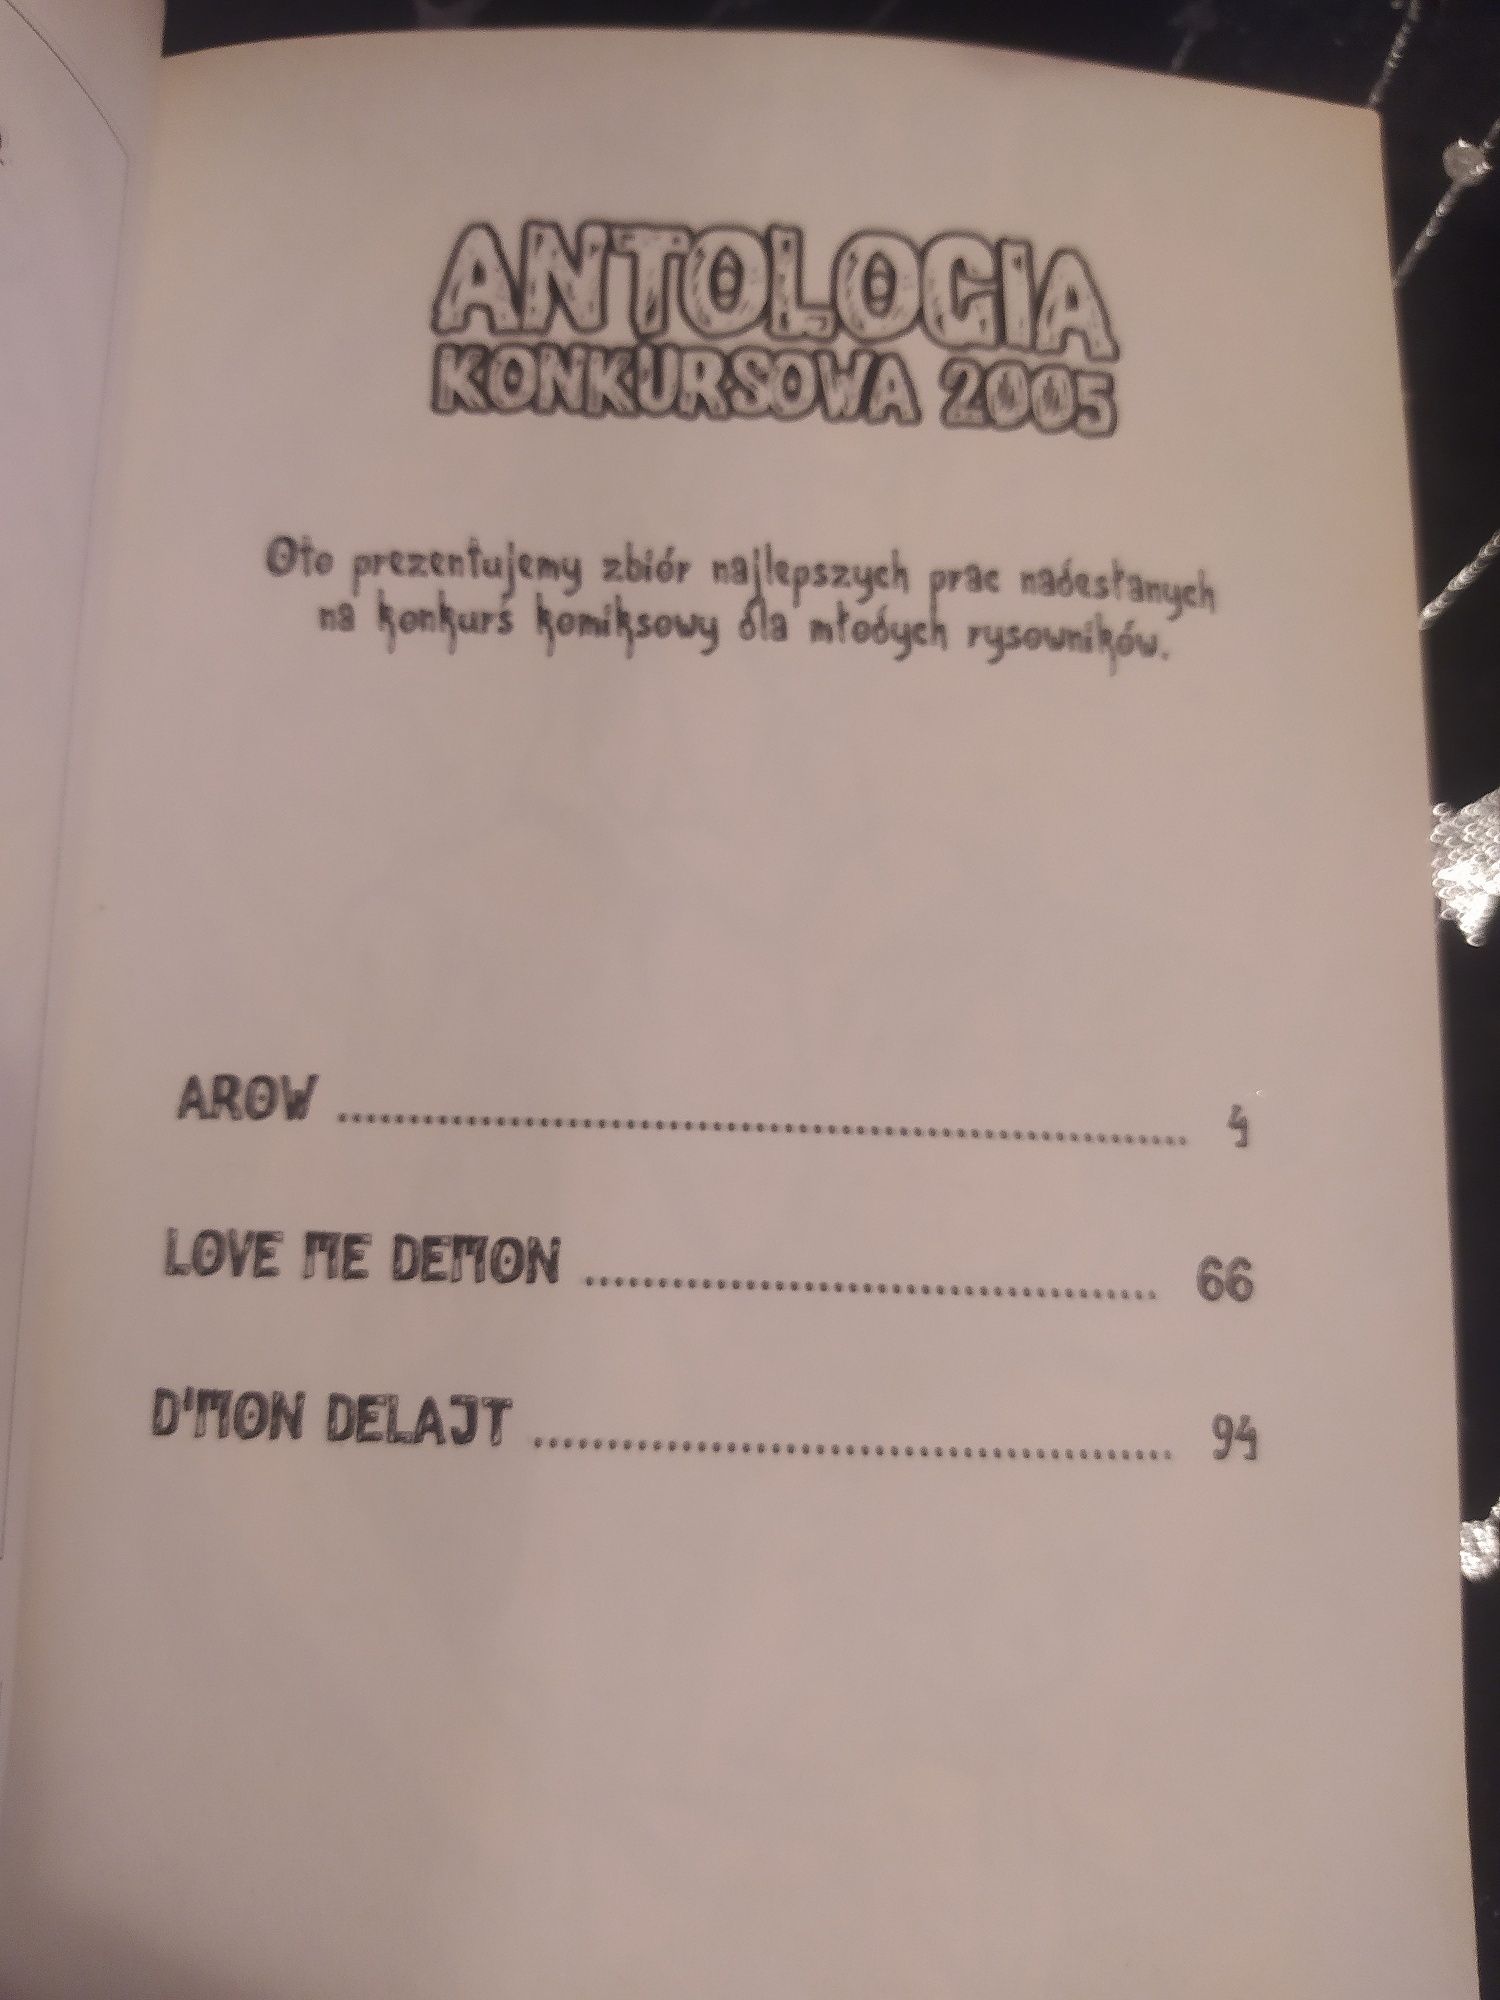 ANTOLOGIA
KONKURSOWA 2005
Oto prezentujemy zbiór najlepszych prac nadesłanych
na konkurs komiksowy dla młodych rysowników.
AROW ........................................ 4
LOVE ME DEMON ........................................ 66
D'MON DELAJT ........................................ 94